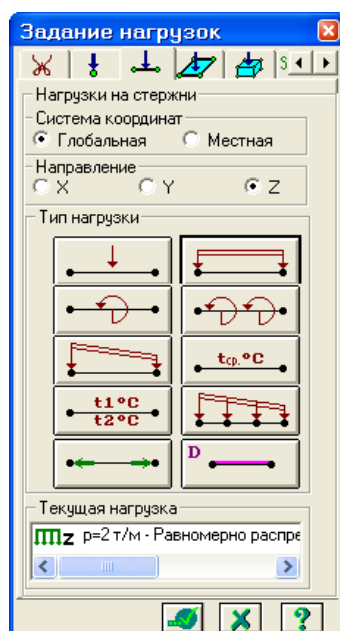 Задание нагрузок
S
Нагрузки на стержни
Система координат
Глобальная Местная
Направление
X Y Z
Тип нагрузки
tср.°C
t1°C
t2°C
D
Текущая нагрузка
z p=2 т/м - Равномерно распре
?